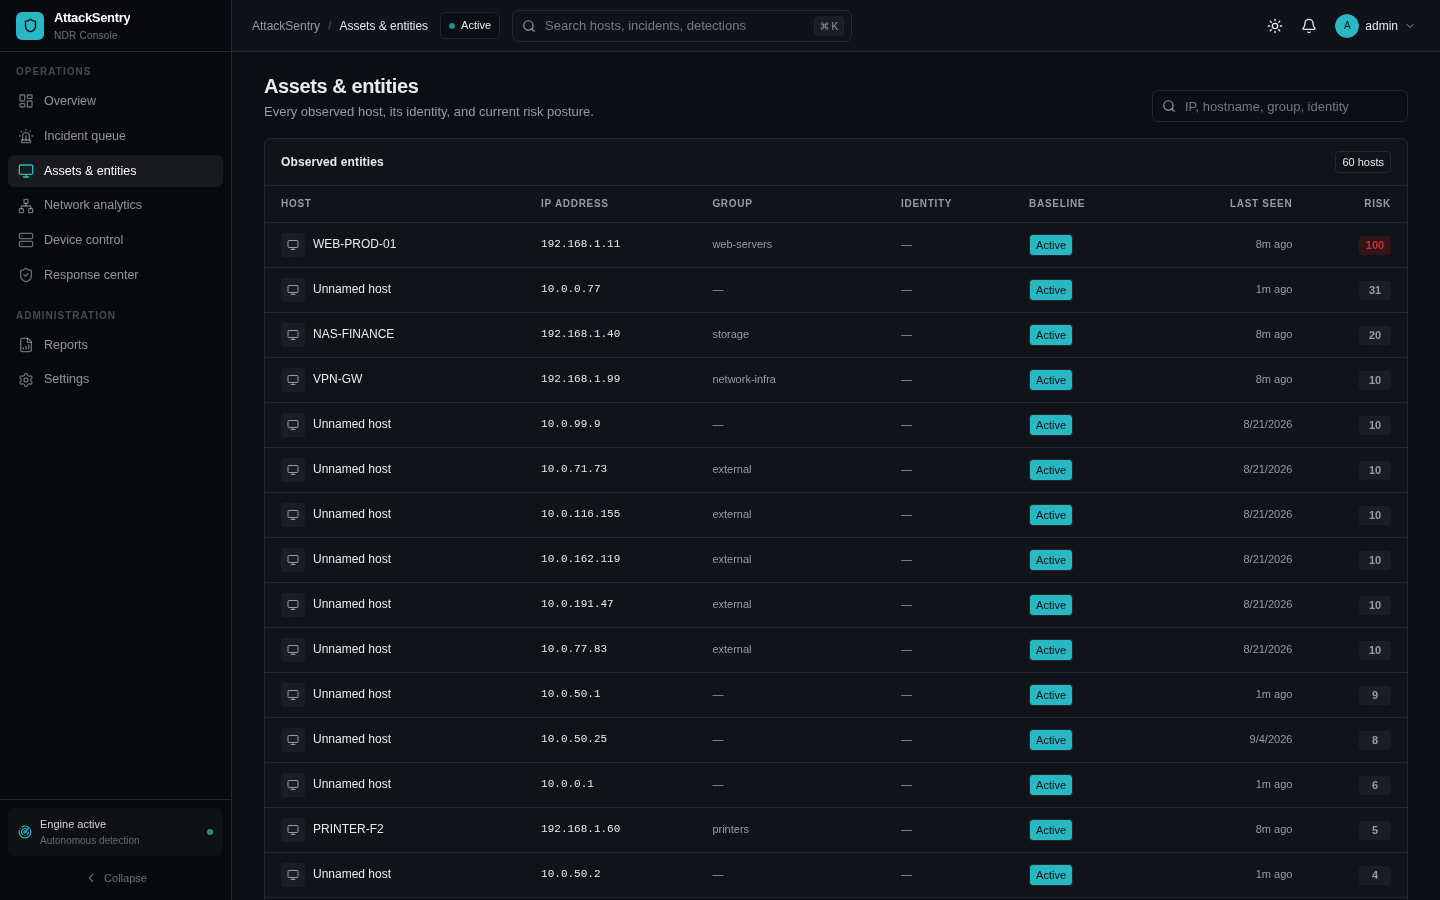 AttackSentry
NDR Console
OPERATIONS
Overview
Incident queue
Assets & entities
Network analytics
Device control
Response center
ADMINISTRATION
Reports
Settings
Engine active
Autonomous detection
Collapse
AttackSentry / Assets & entities Active Search hosts, incidents, detections ⌘ K A admin
Assets & entities
Every observed host, its identity, and current risk posture.
IP, hostname, group, identity
Observed entities 60 hosts
HOST IP ADDRESS GROUP IDENTITY BASELINE LAST SEEN RISK
WEB-PROD-01 192.168.1.11 web-servers — Active 8m ago 100
Unnamed host 10.0.0.77 — — Active 1m ago 31
NAS-FINANCE 192.168.1.40 storage — Active 8m ago 20
VPN-GW 192.168.1.99 network-infra — Active 8m ago 10
Unnamed host 10.0.99.9 — — Active 8/21/2026 10
Unnamed host 10.0.71.73 external — Active 8/21/2026 10
Unnamed host 10.0.116.155 external — Active 8/21/2026 10
Unnamed host 10.0.162.119 external — Active 8/21/2026 10
Unnamed host 10.0.191.47 external — Active 8/21/2026 10
Unnamed host 10.0.77.83 external — Active 8/21/2026 10
Unnamed host 10.0.50.1 — — Active 1m ago 9
Unnamed host 10.0.50.25 — — Active 9/4/2026 8
Unnamed host 10.0.0.1 — — Active 1m ago 6
PRINTER-F2 192.168.1.60 printers — Active 8m ago 5
Unnamed host 10.0.50.2 — — Active 1m ago 4